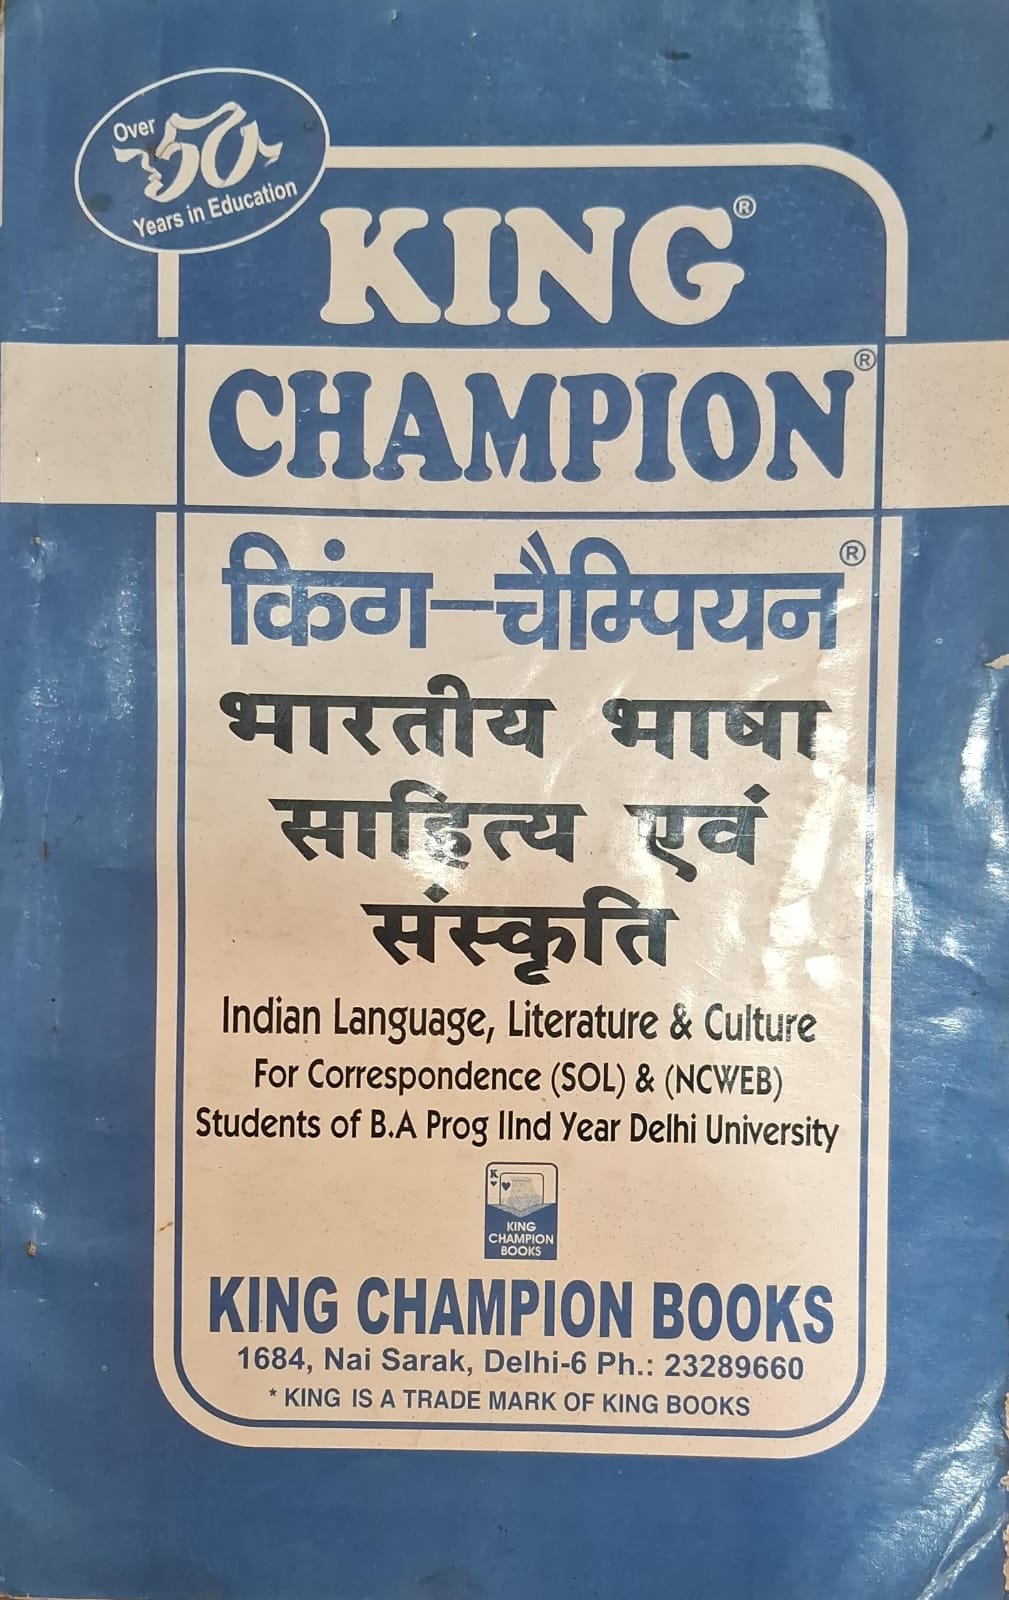 Over
50
Years in Education
KING®
CHAMPION®
किंग–चैम्पियन®
भारतीय भाषा
साहित्य एवं
संस्कृति
Indian Language, Literature & Culture
For Correspondence (SOL) & (NCWEB)
Students of B.A Prog IInd Year Delhi University
K
KING
CHAMPION
BOOKS
KING CHAMPION BOOKS
1684, Nai Sarak, Delhi-6 Ph.: 23289660
* KING IS A TRADE MARK OF KING BOOKS